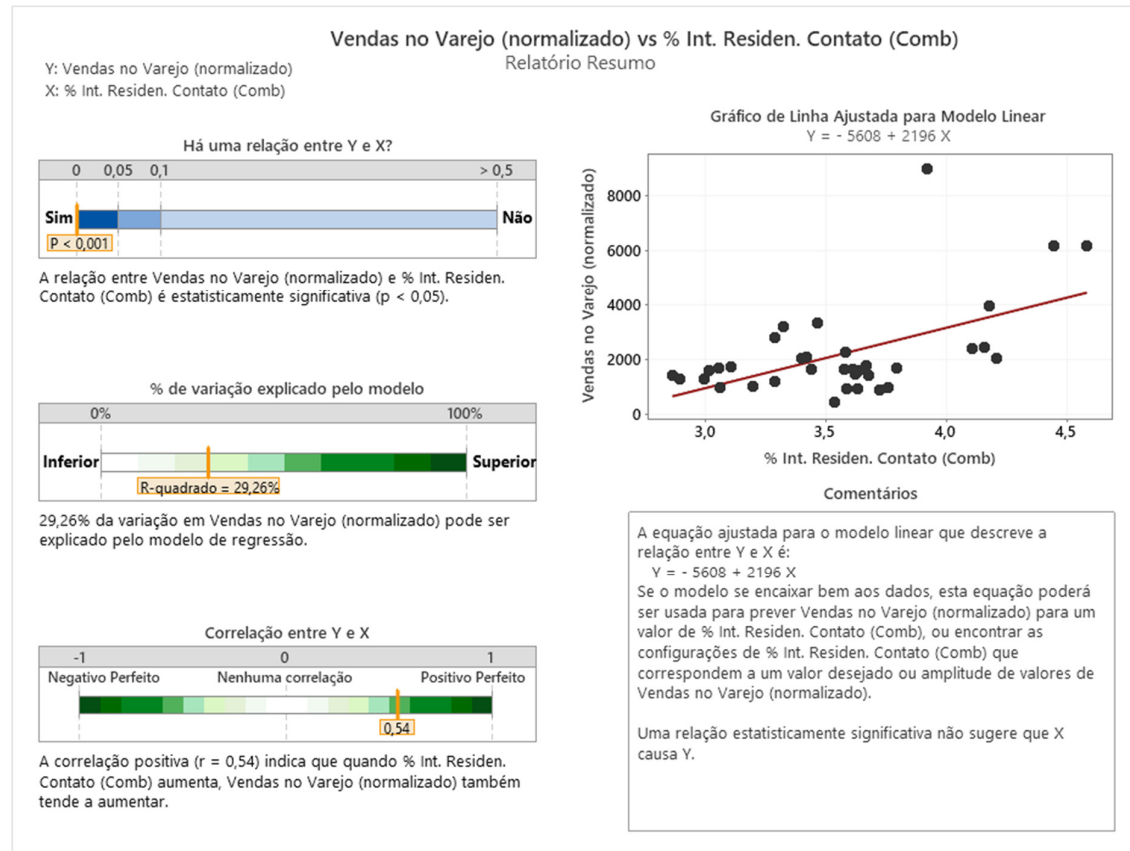 Vendas no Varejo (normalizado) vs % Int. Residen. Contato (Comb)
Relatório Resumo
Y: Vendas no Varejo (normalizado)
X: % Int. Residen. Contato (Comb)
Há uma relação entre Y e X?
0 0,05 0,1 > 0,5
Sim Não
P < 0,001
A relação entre Vendas no Varejo (normalizado) e % Int. Residen.
Contato (Comb) é estatisticamente significativa (p < 0,05).
% de variação explicado pelo modelo
0% 100%
Inferior Superior
R-quadrado = 29,26%
29,26% da variação em Vendas no Varejo (normalizado) pode ser
explicado pelo modelo de regressão.
Correlação entre Y e X
-1 0 1
Negativo Perfeito Nenhuma correlação Positivo Perfeito
0,54
A correlação positiva (r = 0,54) indica que quando % Int. Residen.
Contato (Comb) aumenta, Vendas no Varejo (normalizado) também
tende a aumentar.
Gráfico de Linha Ajustada para Modelo Linear
Y = - 5608 + 2196 X
Vendas no Varejo (normalizado)
8000
6000
4000
2000
0
3,0 3,5 4,0 4,5
% Int. Residen. Contato (Comb)
Comentários
A equação ajustada para o modelo linear que descreve a
relação entre Y e X é:
Y = - 5608 + 2196 X
Se o modelo se encaixar bem aos dados, esta equação poderá
ser usada para prever Vendas no Varejo (normalizado) para um
valor de % Int. Residen. Contato (Comb), ou encontrar as
configurações de % Int. Residen. Contato (Comb) que
correspondem a um valor desejado ou amplitude de valores de
Vendas no Varejo (normalizado).
Uma relação estatisticamente significativa não sugere que X
causa Y.